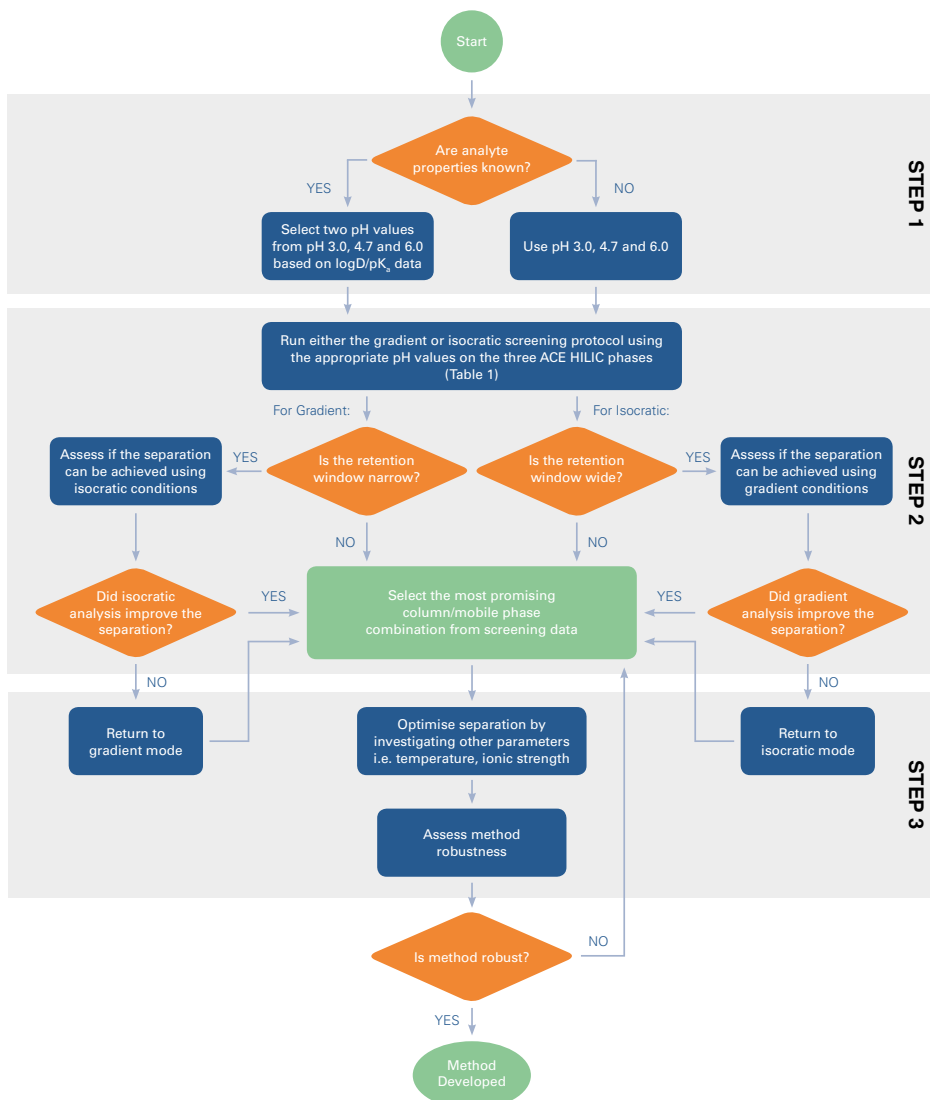 Start
STEP 1
Are analyte
properties known?
YES
NO
Select two pH values
from pH 3.0, 4.7 and 6.0
based on logD/pKa data
Use pH 3.0, 4.7 and 6.0
STEP 2
Run either the gradient or isocratic screening protocol using
the appropriate pH values on the three ACE HILIC phases
(Table 1)
For Gradient:
For Isocratic:
Assess if the separation
can be achieved using
isocratic conditions
YES
Is the retention
window narrow?
Is the retention
window wide?
YES
Assess if the separation
can be achieved using
gradient conditions
NO
NO
Did isocratic
analysis improve the
separation?
YES
Select the most promising
column/mobile phase
combination from screening data
YES
Did gradient
analysis improve the
separation?
NO
NO
STEP 3
Return to
gradient mode
Optimise separation by
investigating other parameters
i.e. temperature, ionic strength
Return to
isocratic mode
Assess method
robustness
Is method robust?
NO
YES
Method
Developed